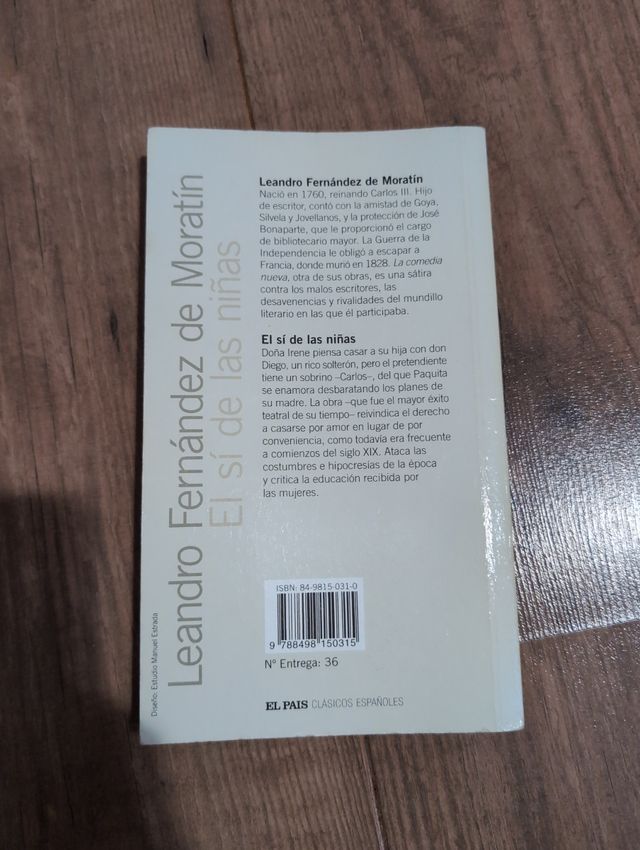 Leandro Fernández de Moratín
El sí de las niñas
Diseño: Estudio Manuel Estrada
Leandro Fernández de Moratín
Nació en 1760, reinando Carlos III. Hijo
de escritor, contó con la amistad de Goya,
Silvela y Jovellanos, y la protección de José
Bonaparte, que le proporcionó el cargo
de bibliotecario mayor. La Guerra de la
Independencia le obligó a escapar a
Francia, donde murió en 1828. La comedia
nueva, otra de sus obras, es una sátira
contra los malos escritores, las
desavenencias y rivalidades del mundillo
literario en las que él participaba.
El sí de las niñas
Doña Irene piensa casar a su hija con don
Diego, un rico solterón, pero el pretendiente
tiene un sobrino –Carlos–, del que Paquita
se enamora desbaratando los planes de
su madre. La obra –que fue el mayor éxito
teatral de su tiempo– reivindica el derecho
a casarse por amor en lugar de por
conveniencia, como todavía era frecuente
a comienzos del siglo XIX. Ataca las
costumbres e hipocresías de la época
y critica la educación recibida por
las mujeres.
ISBN: 84-9815-031-0
9 788498 150315
Nº Entrega: 36
EL PAIS CLÁSICOS ESPAÑOLES